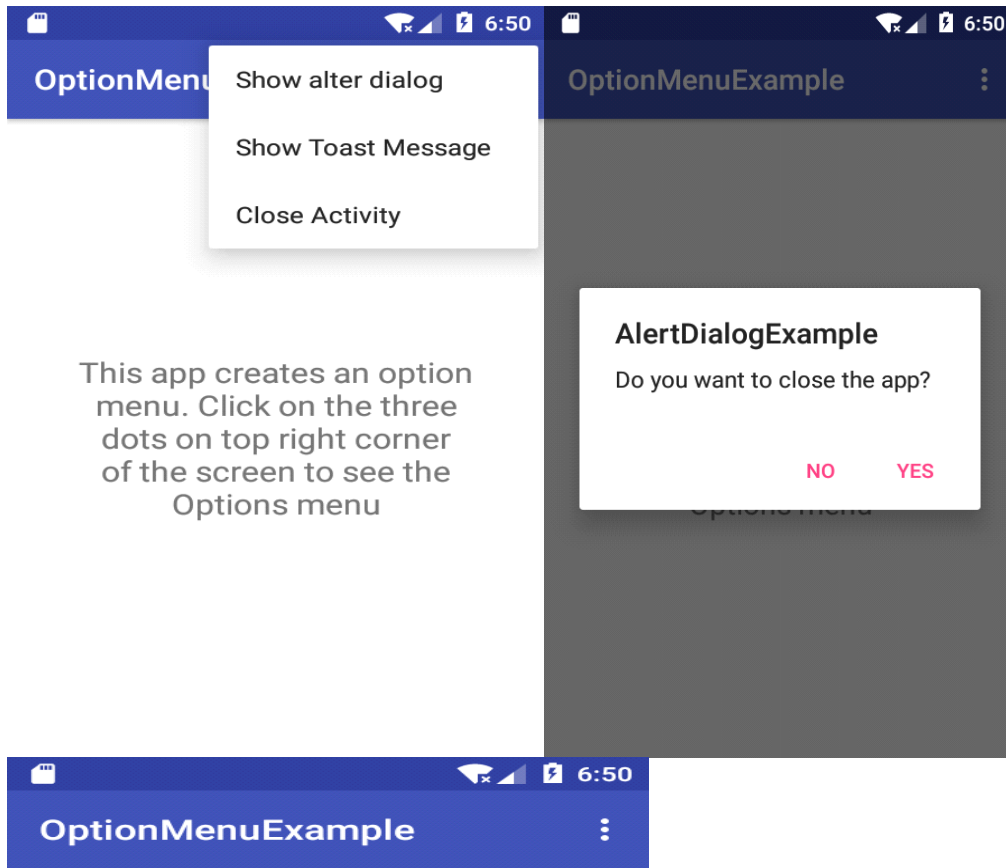 6:50
OptionMenu
Show alter dialog
Show Toast Message
Close Activity
This app creates an option
menu. Click on the three
dots on top right corner
of the screen to see the
Options menu
6:50
OptionMenuExample
AlertDialogExample
Do you want to close the app?
NO YES
Options menu
6:50
OptionMenuExample